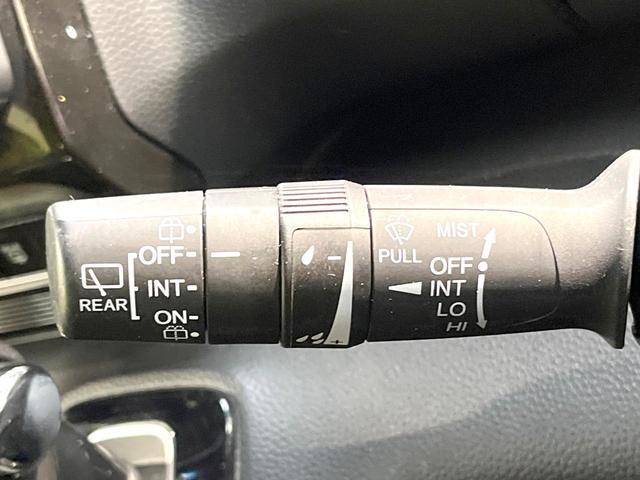 REAR
OFF
INT
ON
PULL
MIST
OFF
INT
LO
HI